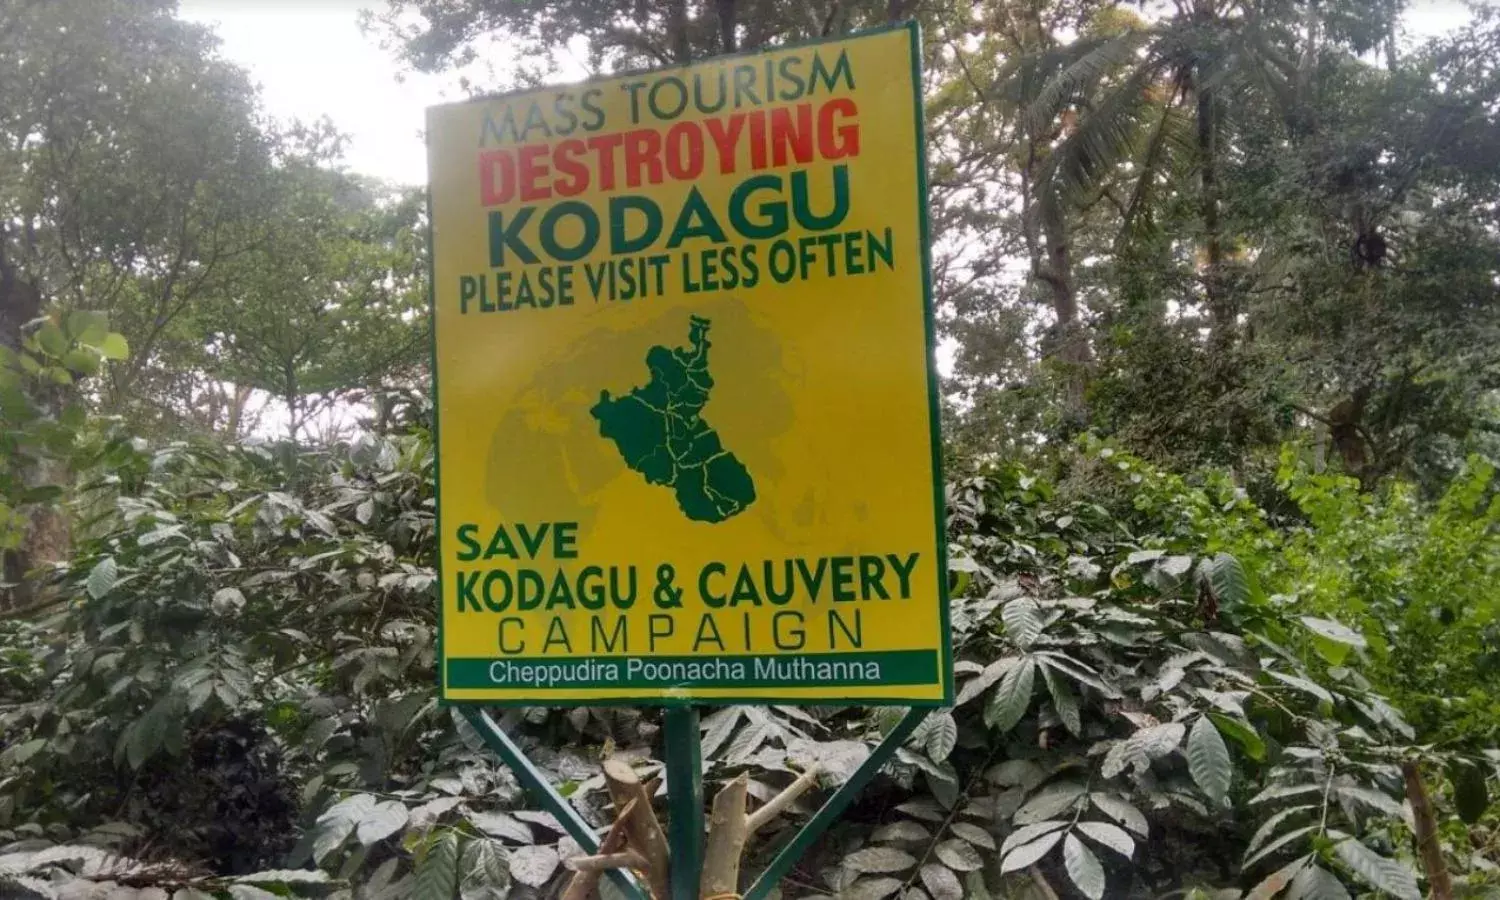 MASS TOURISM
DESTROYING
KODAGU
PLEASE VISIT LESS OFTEN
SAVE
KODAGU & CAUVERY
CAMPAIGN
Cheppudira Poonacha Muthanna